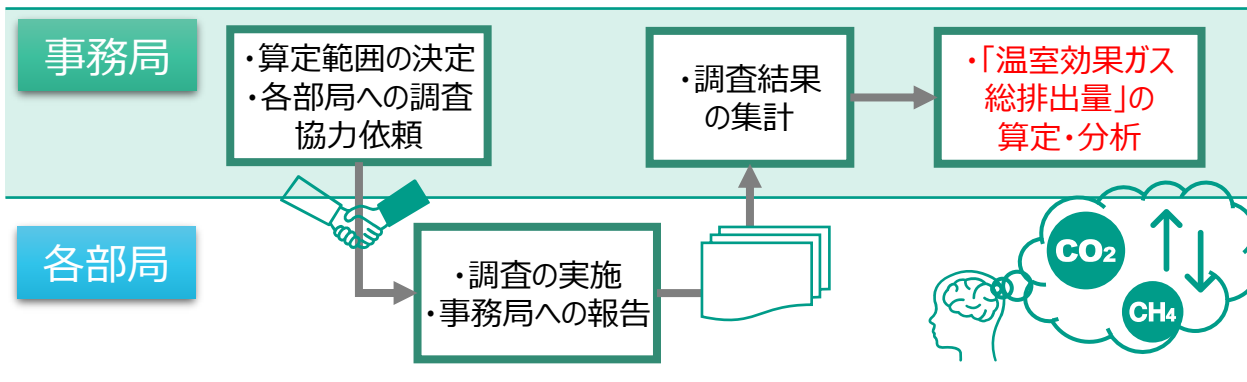 事務局
・算定範囲の決定
・各部局への調査
協力依頼
・調査結果
の集計
・「温室効果ガス
総排出量」の
算定・分析
各部局
・調査の実施
・事務局への報告
CO₂
CH₄